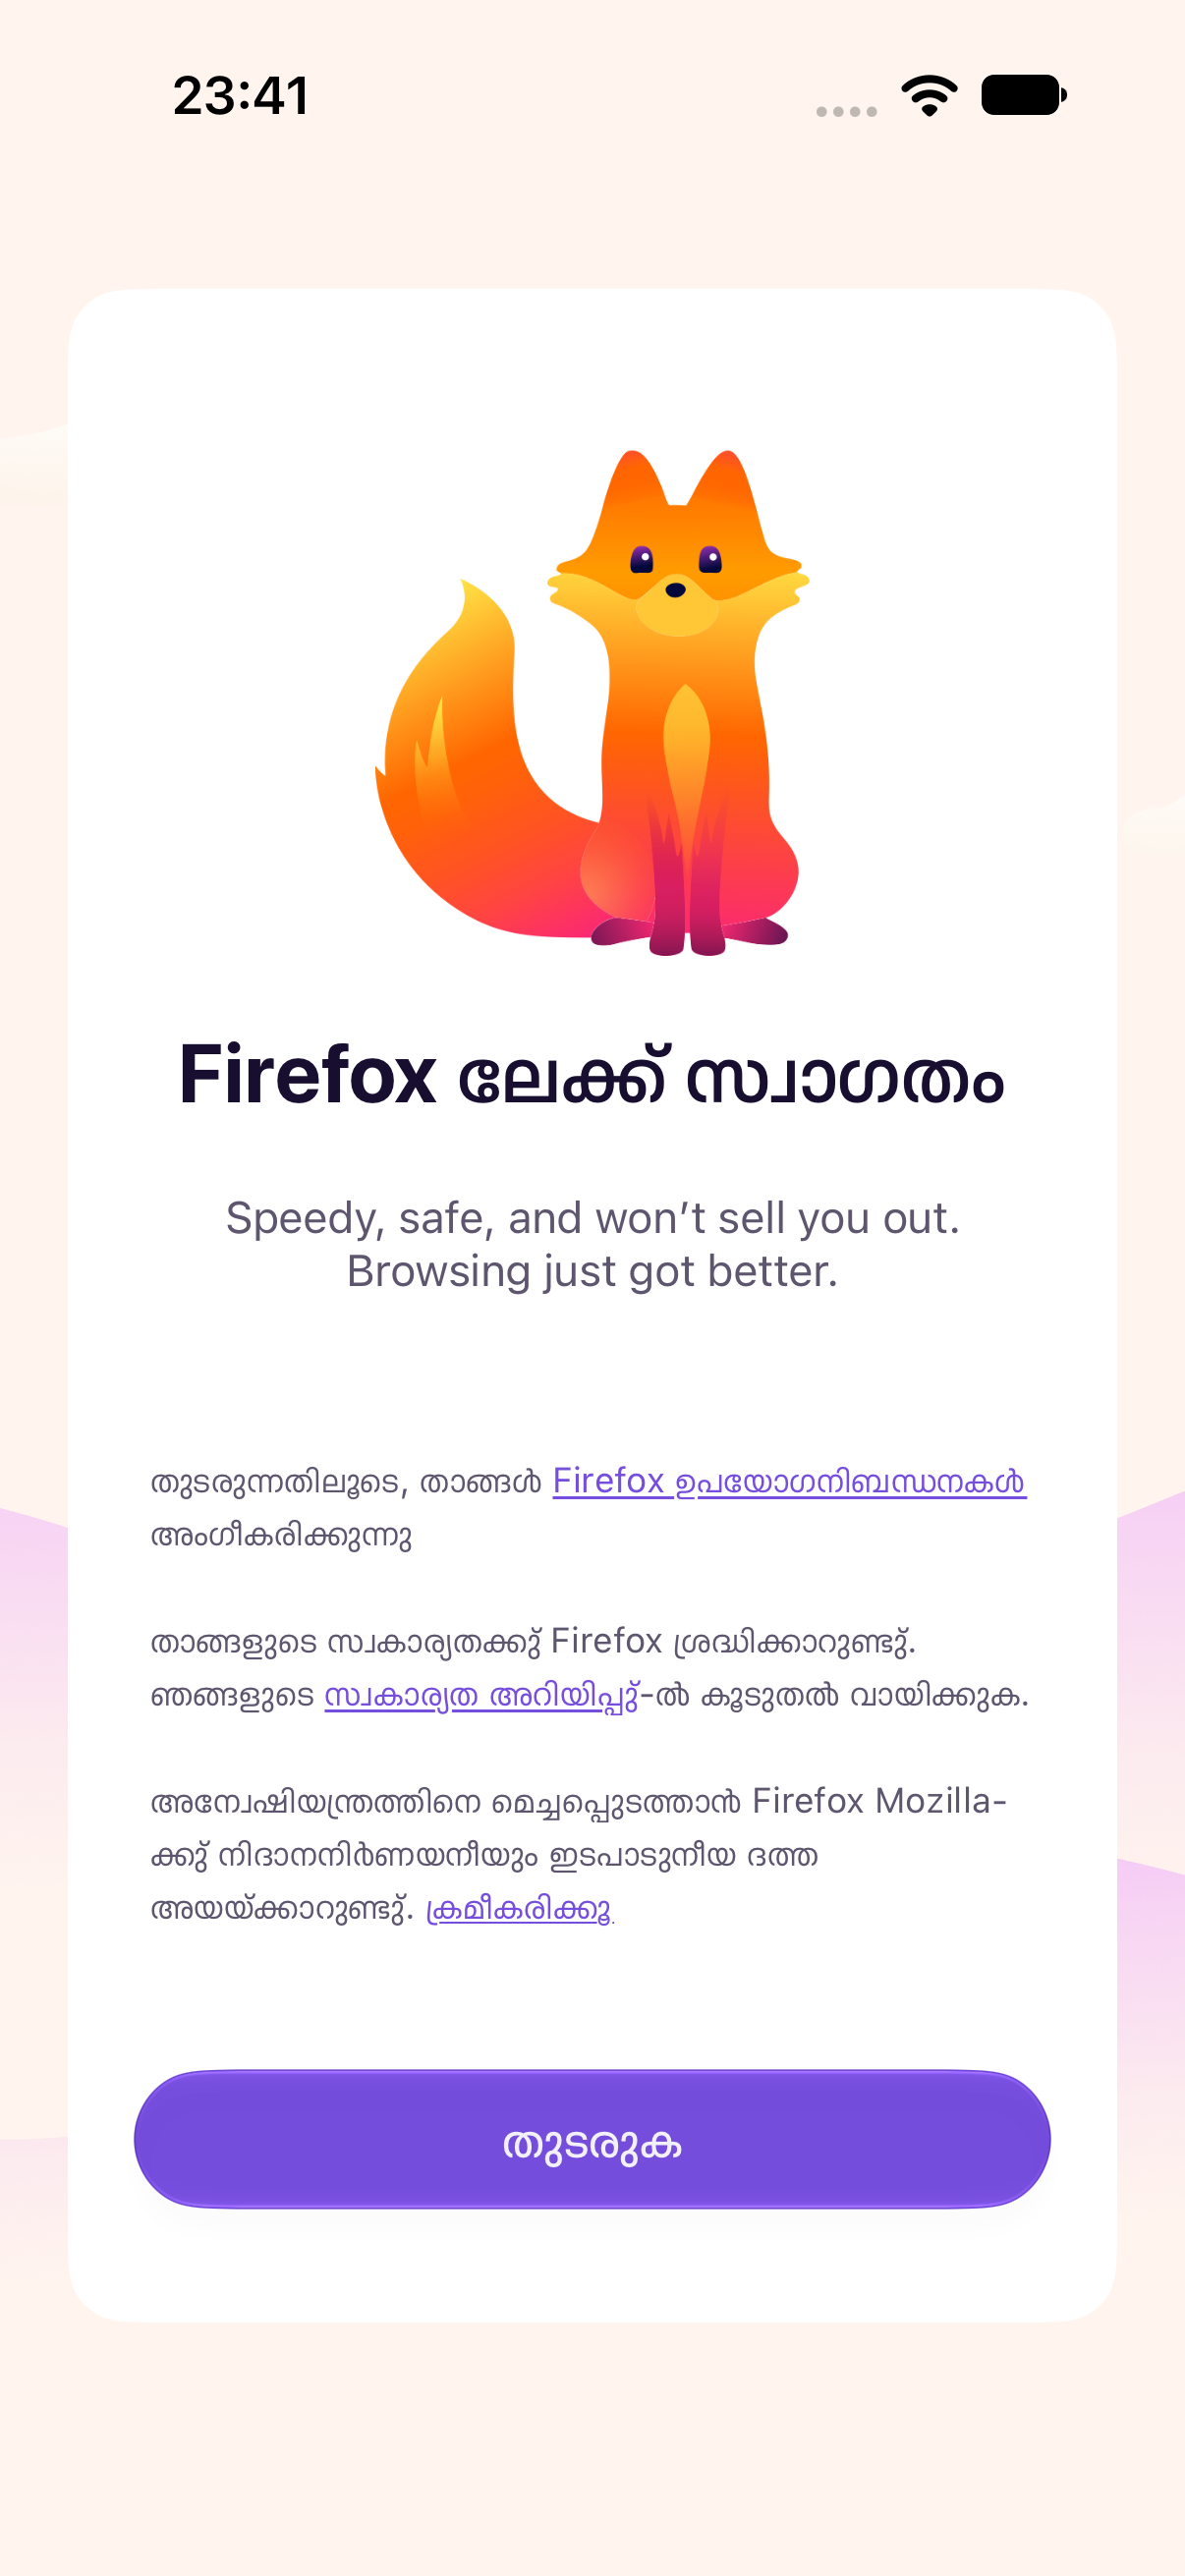 23:41
Firefox ലേക്ക് സ്വാഗതം
Speedy, safe, and won’t sell you out.
Browsing just got better.
തുടരുന്നതിലൂടെ, താങ്ങൾ Firefox ഉപയോഗനിബന്ധനകൾ
അംഗീകരിക്കുന്നു
താങ്ങളുടെ സ്വകാര്യതക്കു് Firefox ശ്രദ്ധിക്കാറുണ്ടു്.
ഞങ്ങളുടെ സ്വകാര്യത അറിയിപ്പു്-ൽ കൂടുതൽ വായിക്കുക.
അന്വേഷിയന്ത്രത്തിനെ മെച്ചപ്പെുടത്താൻ Firefox Mozilla-
ക്കു് നിദാനനിർണയനീയും ഇടപാടുനീയ ദത്ത
അയയ്ക്കാറുണ്ടു്. ക്രമീകരിക്കൂ
തുടരുക